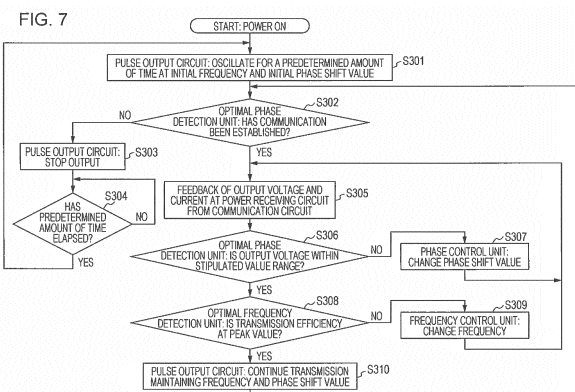 FIG. 7
START: POWER ON
PULSE OUTPUT CIRCUIT: OSCILLATE FOR A PREDETERMINED AMOUNT
OF TIME AT INITIAL FREQUENCY AND INITIAL PHASE SHIFT VALUE
S301
S302
OPTIMAL PHASE
DETECTION UNIT: HAS COMMUNICATION
BEEN ESTABLISHED?
NO
YES
PULSE OUTPUT CIRCUIT:
STOP OUTPUT
S303
S304
HAS
PREDETERMINED
AMOUNT OF TIME
ELAPSED?
NO
YES
FEEDBACK OF OUTPUT VOLTAGE AND
CURRENT AT POWER RECEIVING CIRCUIT
FROM COMMUNICATION CIRCUIT
S305
S306
OPTIMAL PHASE
DETECTION UNIT: IS OUTPUT VOLTAGE WITHIN
STIPULATED VALUE RANGE?
NO
YES
S307
PHASE CONTROL UNIT:
CHANGE PHASE SHIFT VALUE
S308
OPTIMAL FREQUENCY
DETECTION UNIT: IS TRANSMISSION EFFICIENCY
AT PEAK VALUE?
NO
YES
S309
FREQUENCY CONTROL UNIT:
CHANGE FREQUENCY
PULSE OUTPUT CIRCUIT: CONTINUE TRANSMISSION
MAINTAINING FREQUENCY AND PHASE SHIFT VALUE
S310